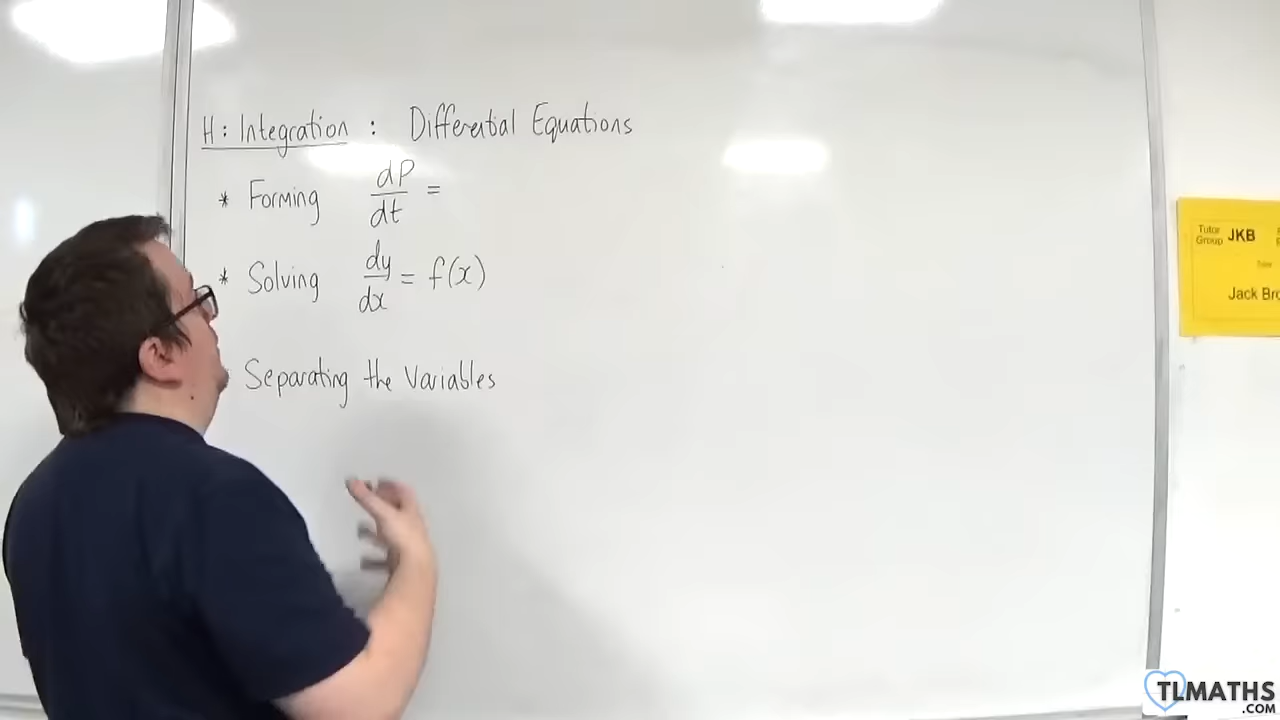 H: Integration : Differential Equations
* Forming dP/dt =
* Solving dy/dx = f(x)
Separating the Variables
Tutor Group JKB
Jack Bro
TLMATHS
.COM